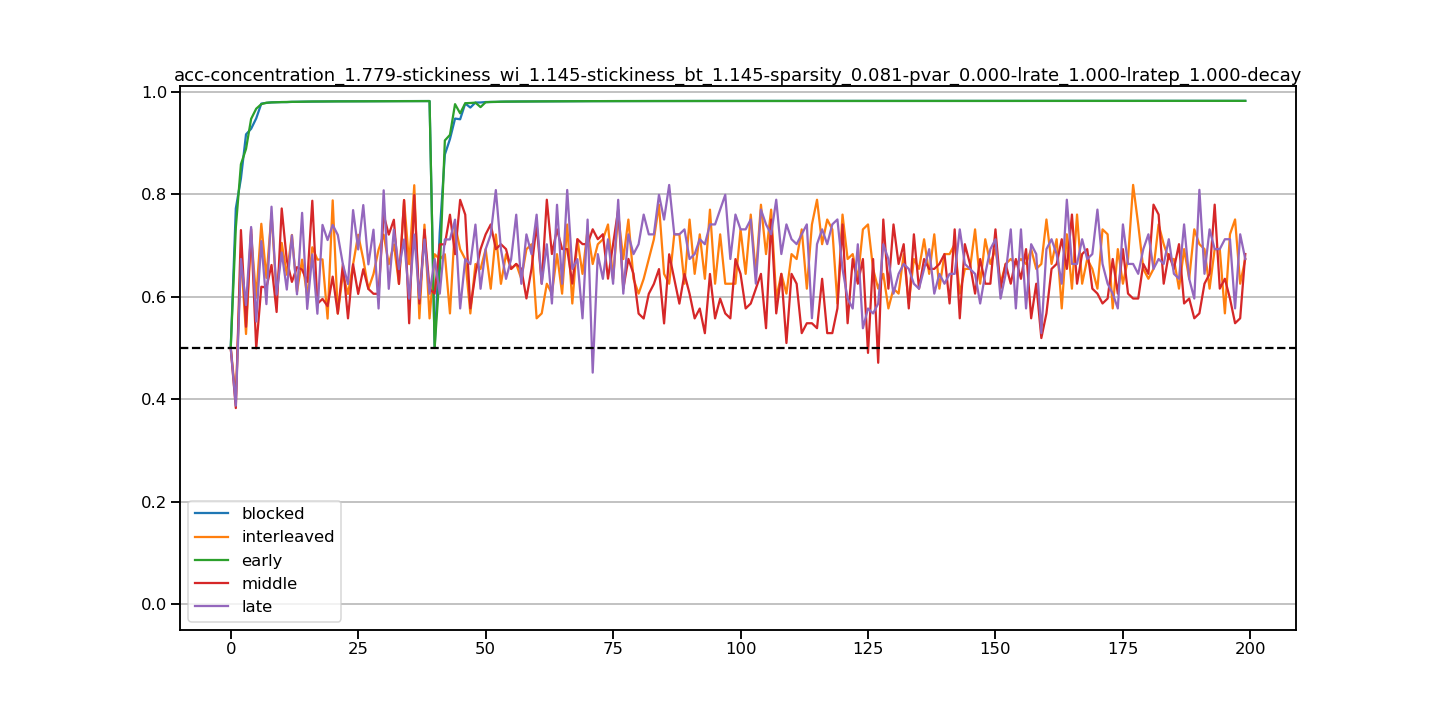 acc-concentration_1.779-stickiness_wi_1.145-stickiness_bt_1.145-sparsity_0.081-pvar_0.000-lrate_1.000-lratep_1.000-decay
1.0
0.8
0.6
0.4
0.2
0.0
blocked
interleaved
early
middle
late
0 25 50 75 100 125 150 175 200